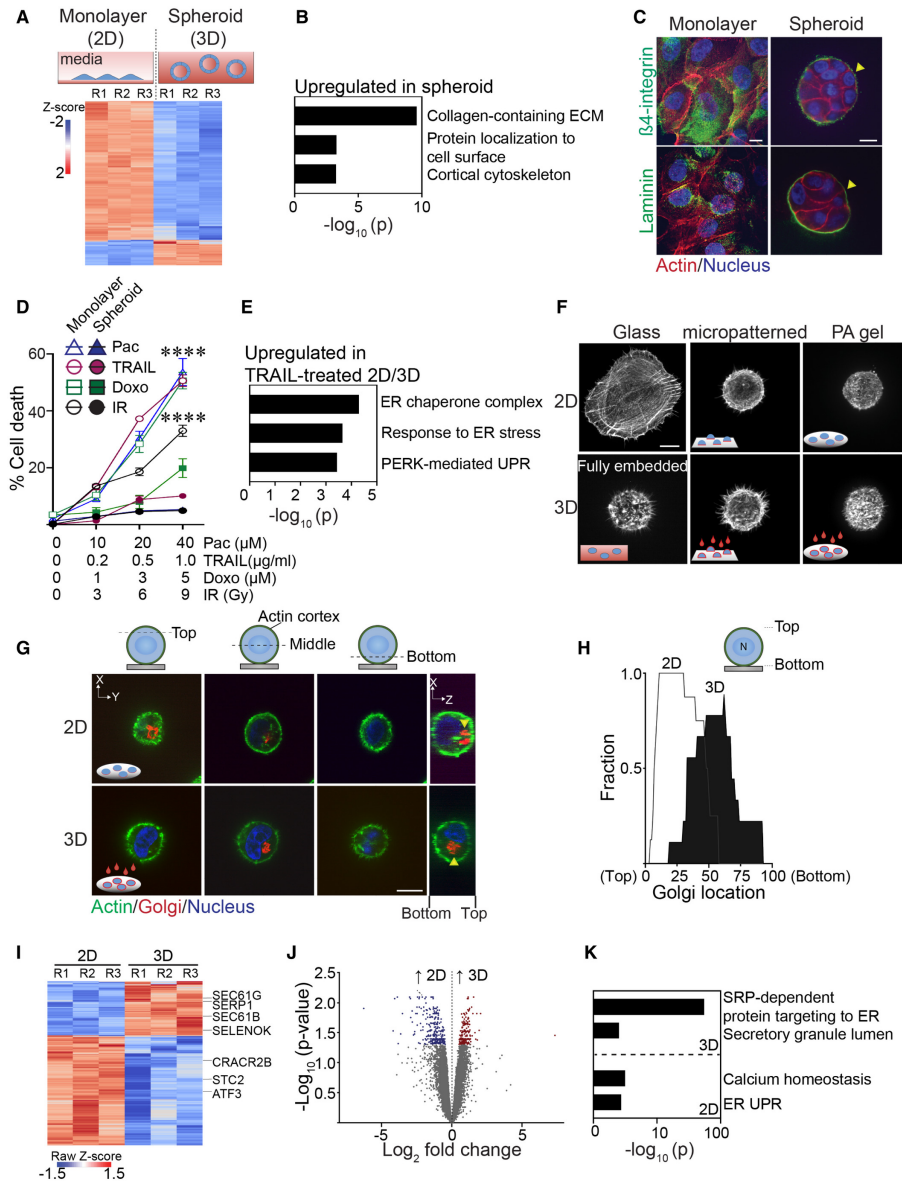 A
Monolayer
(2D)
Spheroid
(3D)
media
R1 R2 R3 R1 R2 R3
Z-score
-2
2
B
Upregulated in spheroid
Collagen-containing ECM
Protein localization to
cell surface
Cortical cytoskeleton
0 5 10
-log10 (p)
C
Monolayer Spheroid
ß4-integrin
Laminin
Actin/Nucleus
D
Monolayer
Spheroid
Pac
TRAIL
Doxo
IR
****
****
% Cell death
60
40
20
0 10 20 40 Pac (µM)
0 0.2 0.5 1.0 TRAIL(µg/ml)
0 1 3 5 Doxo (µM)
0 3 6 9 IR (Gy)
E
Upregulated in
TRAIL-treated 2D/3D
ER chaperone complex
Response to ER stress
PERK-mediated UPR
0 1 2 3 4 5
-log10 (p)
F
Glass micropatterned PA gel
2D
Fully embedded
3D
G
Top
Actin cortex
Middle
Bottom
2D
X
Y
X
Z
3D
Actin/Golgi/Nucleus
Bottom Top
H
N
Top
Bottom
2D
3D
Fraction
1.0
0.5
0 25 50 75 100
(Top) Golgi location (Bottom)
I
2D 3D
R1 R2 R3 R1 R2 R3
SEC61G
SERP1
SEC61B
SELENOK
CRACR2B
STC2
ATF3
Raw Z-score
-1.5 1.5
J
↑ 2D ↑ 3D
-Log10 (p-value)
2.5
2.0
1.5
1.0
0.5
-5 0 5
Log2 fold change
K
SRP-dependent
protein targeting to ER
Secretory granule lumen
3D
Calcium homeostasis
ER UPR
2D
0 10 100
-log10 (p)